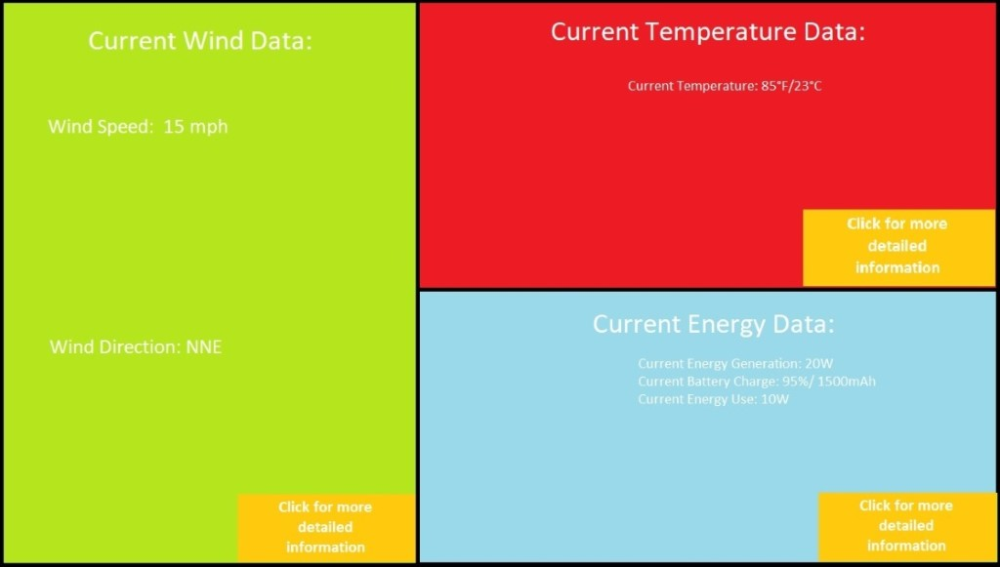 Current Wind Data:
Wind Speed:  15 mph
Wind Direction: NNE
Click for more
detailed
information
Current Temperature Data:
Current Temperature: 85°F/23°C
Click for more
detailed
information
Current Energy Data:
Current Energy Generation: 20W
Current Battery Charge: 95%/ 1500mAh
Current Energy Use: 10W
Click for more
detailed
information